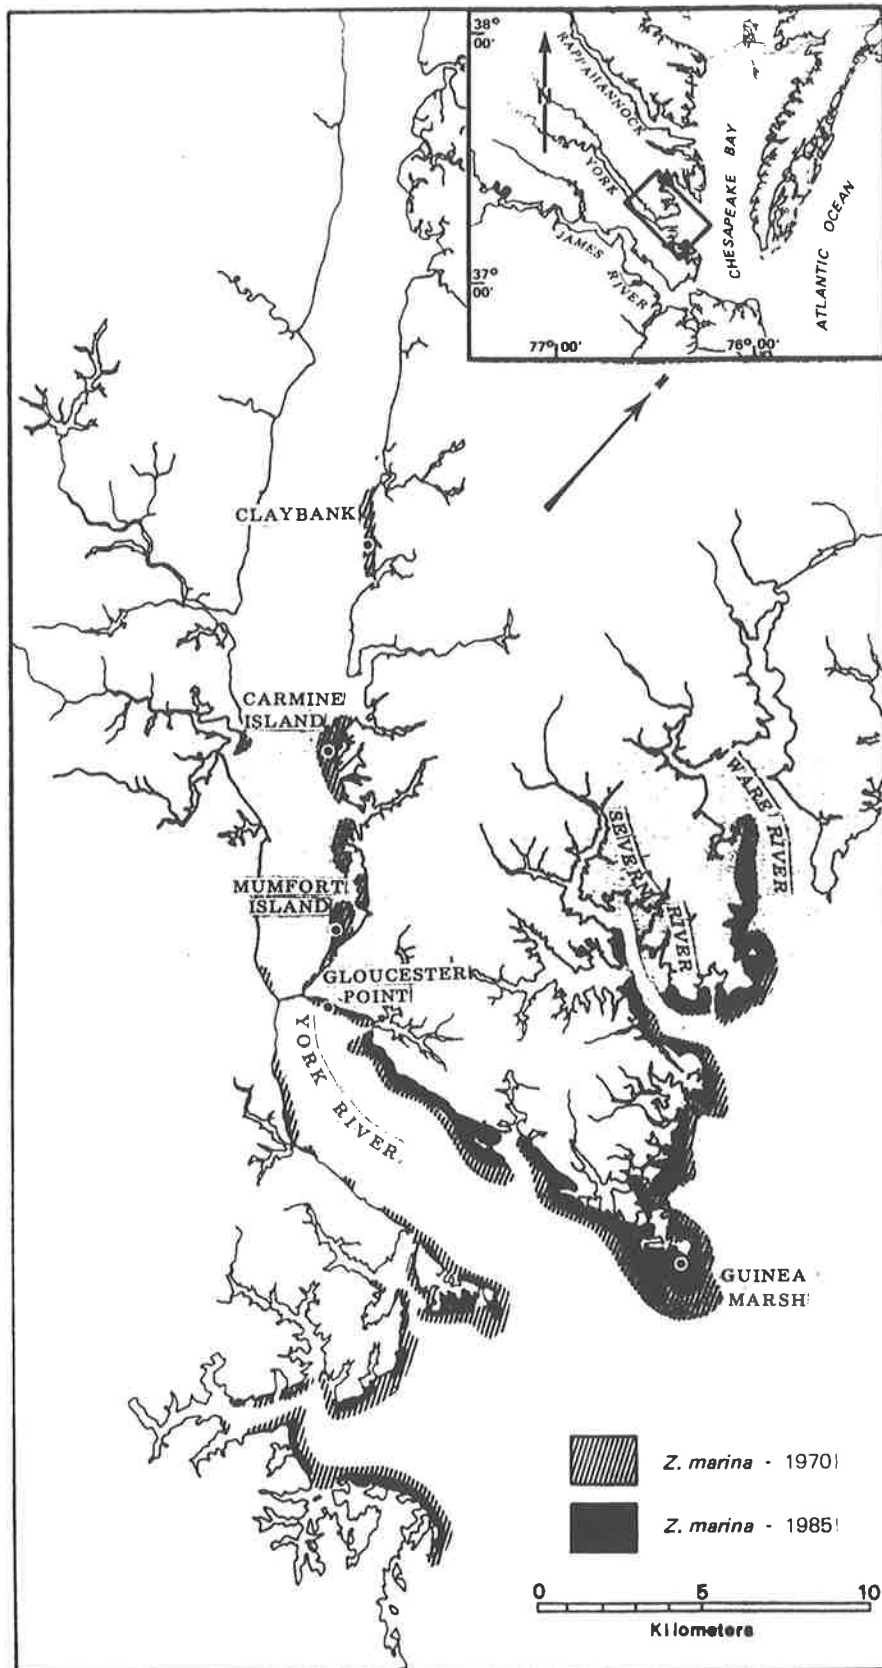 38°
00'
N
RAPPAHANNOCK
YORK
JAMES RIVER
CHESAPEAKE BAY
ATLANTIC OCEAN
37°
00'
77° 00'
76° 00'
N
CLAYBANK
CARMINE
ISLAND
MUMFORT
ISLAND
GLOUCESTER
POINT
YORK RIVER
SEVERN
RIVER
WARE RIVER
GUINEA
MARSH
Z. marina - 1970
Z. marina - 1985
0 5 10
Kilometers